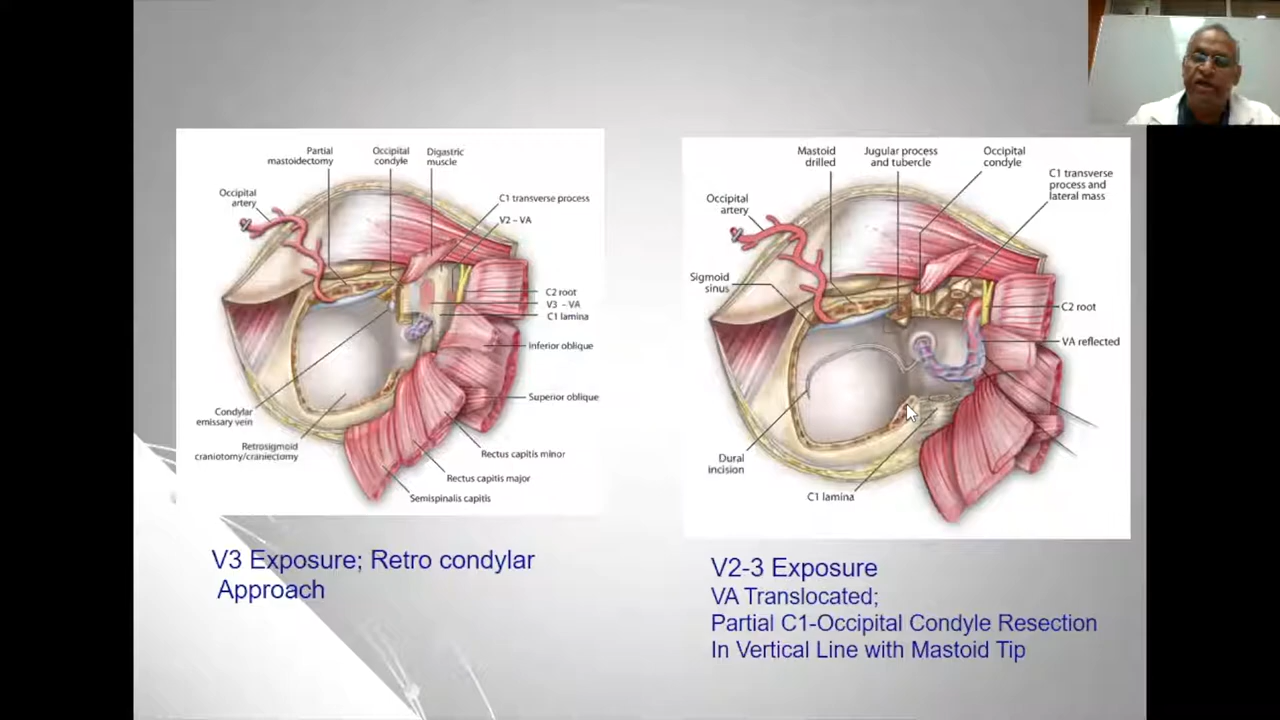 Partial
mastoidectomy
Occipital
condyle
Digastric
muscle
Occipital
artery
C1 transverse process
V2 – VA
C2 root
V3 – VA
C1 lamina
Inferior oblique
Superior oblique
Condylar
emissary vein
Retrosigmoid
craniotomy/craniectomy
Rectus capitis minor
Rectus capitis major
Semispinalis capitis
V3 Exposure; Retro condylar
Approach
Mastoid
drilled
Jugular process
and tubercle
Occipital
condyle
C1 transverse
process and
lateral mass
Occipital
artery
Sigmoid
sinus
C2 root
VA reflected
Dural
incision
C1 lamina
V2-3 Exposure
VA Translocated;
Partial C1-Occipital Condyle Resection
In Vertical Line with Mastoid Tip